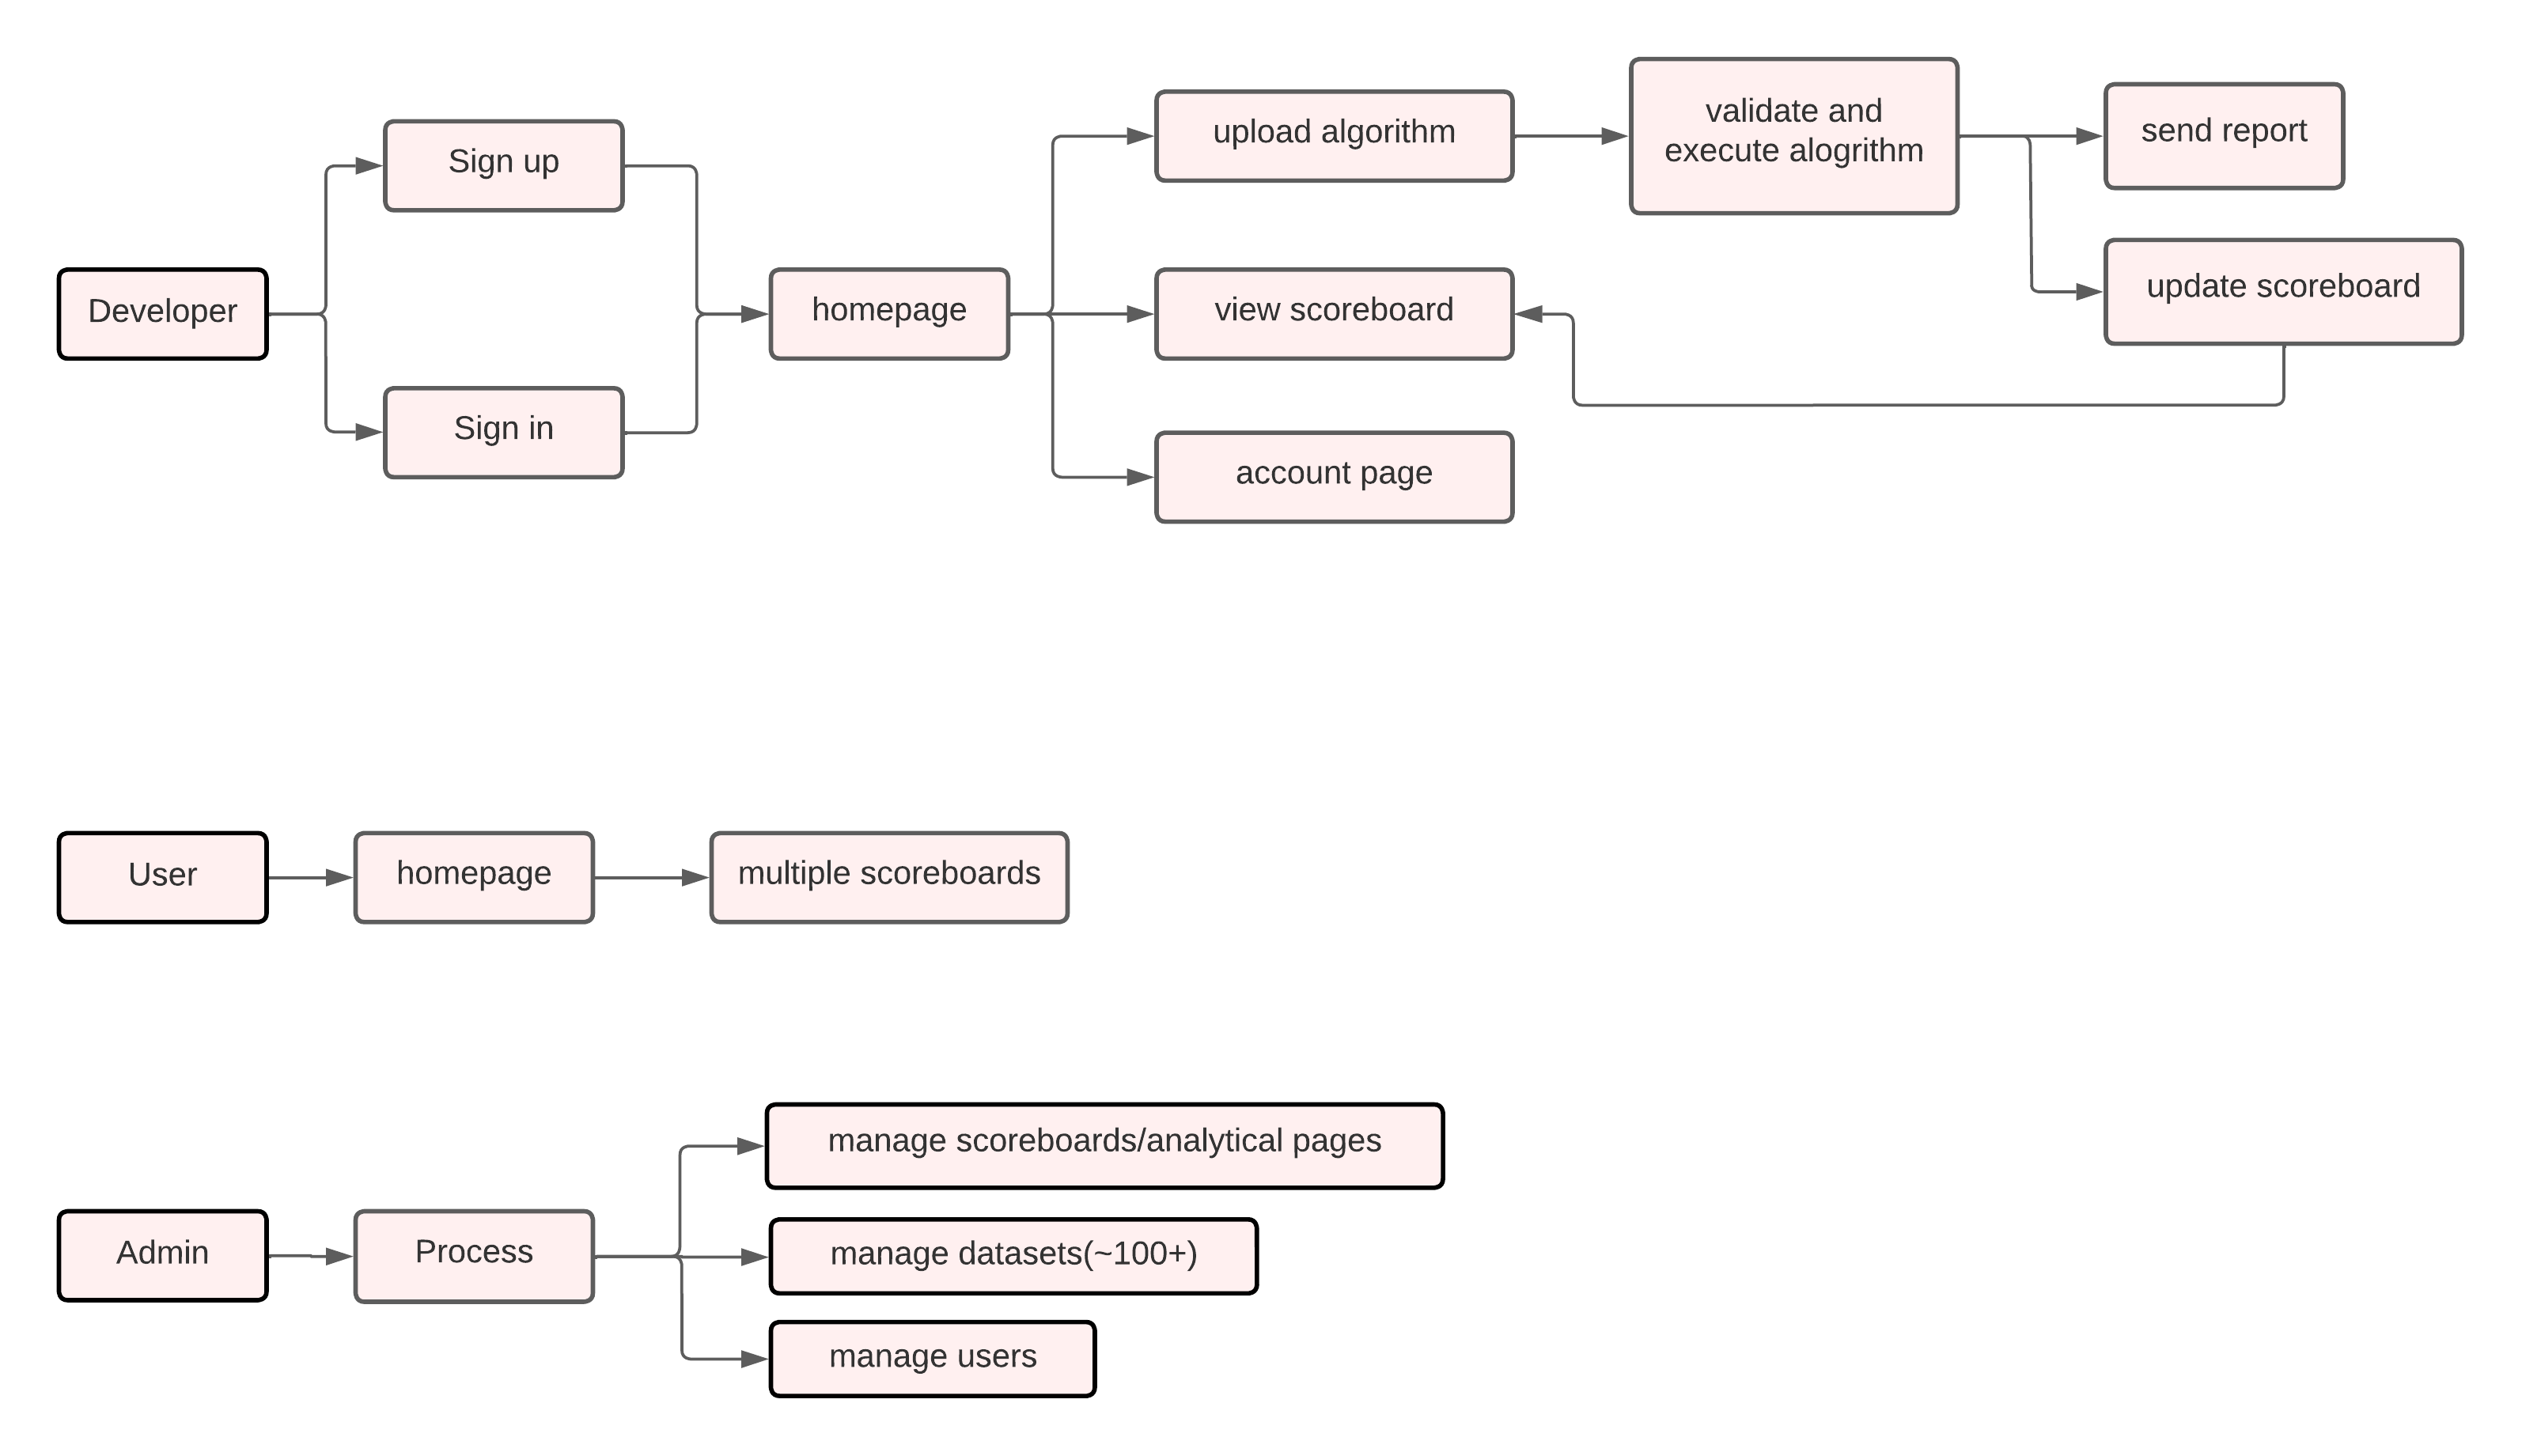 Developer
Sign up
Sign in
homepage
upload algorithm
view scoreboard
account page
validate and
execute alogrithm
send report
update scoreboard
User
homepage
multiple scoreboards
Admin
Process
manage scoreboards/analytical pages
manage datasets(~100+)
manage users